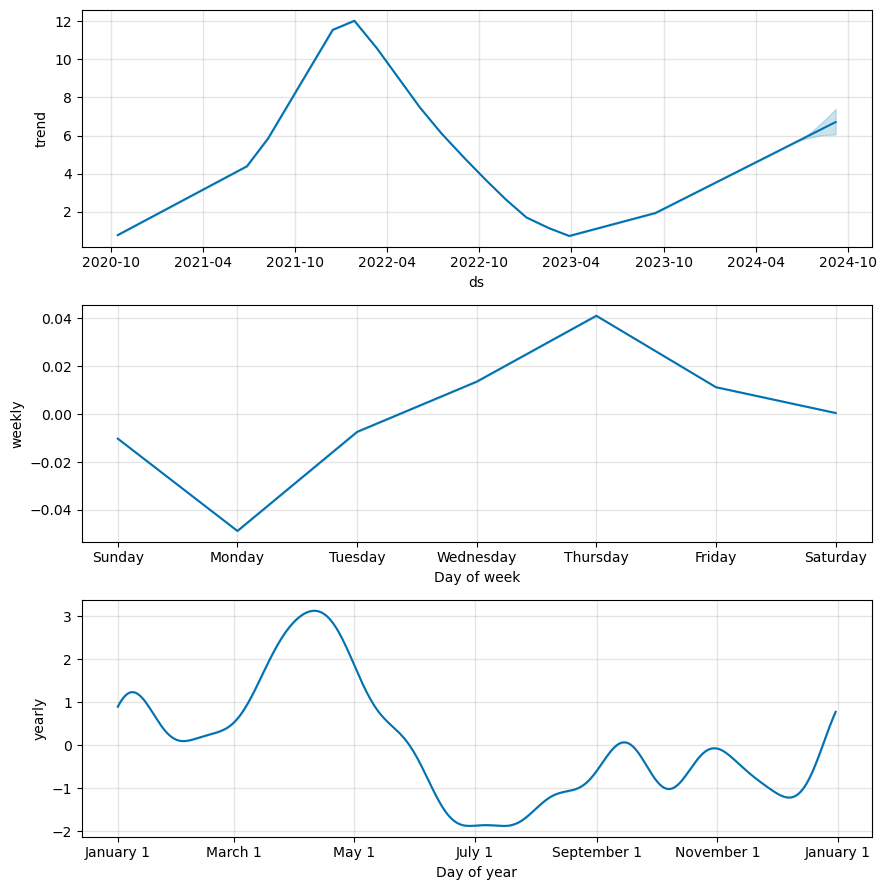 12
10
8
6
4
2
trend
2020-10 2021-04 2021-10 2022-04 2022-10 2023-04 2023-10 2024-04 2024-10
ds
0.04
0.02
0.00
−0.02
−0.04
weekly
Sunday Monday Tuesday Wednesday Thursday Friday Saturday
Day of week
3
2
1
0
−1
−2
yearly
January 1 March 1 May 1 July 1 September 1 November 1 January 1
Day of year